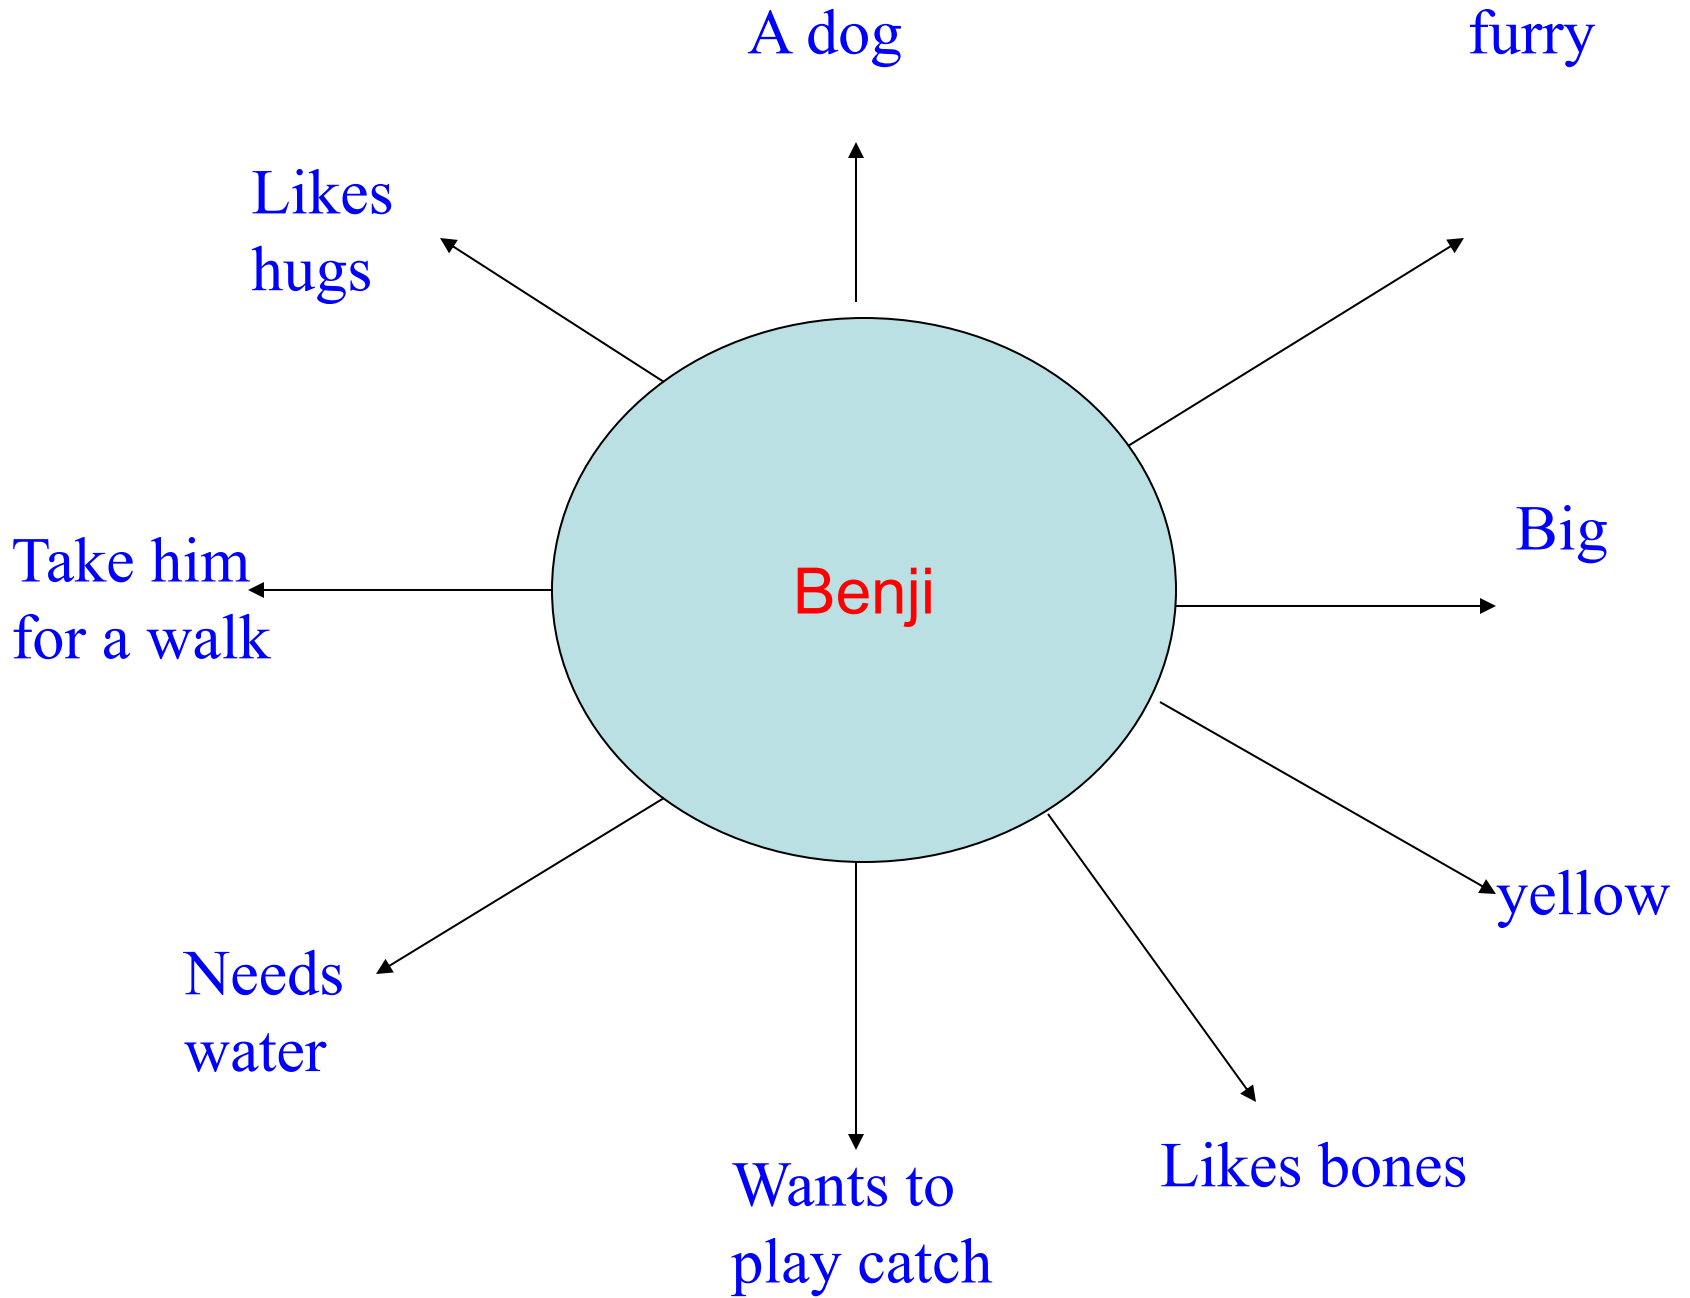 A dog
furry
Likes
hugs
Big
Take him
for a walk
Benji
yellow
Needs
water
Likes bones
Wants to
play catch